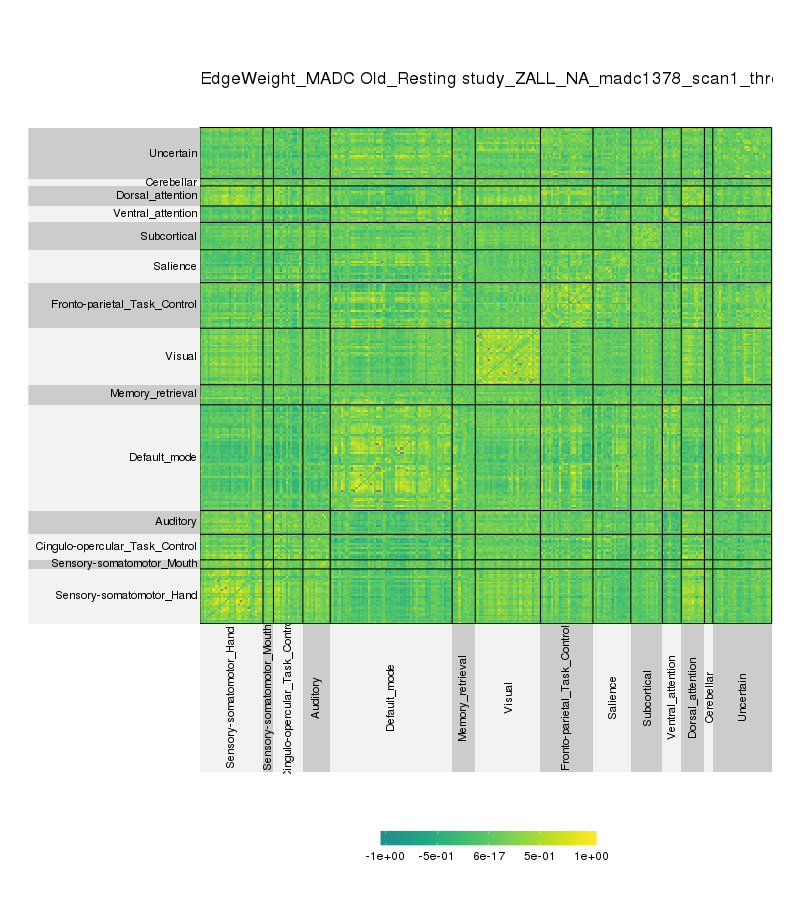 EdgeWeight_MADC Old_Resting study_ZALL_NA_madc1378_scan1_thr
Uncertain
Cerebellar
Dorsal_attention
Ventral_attention
Subcortical
Salience
Fronto-parietal_Task_Control
Visual
Memory_retrieval
Default_mode
Auditory
Cingulo-opercular_Task_Control
Sensory-somatomotor_Mouth
Sensory-somatomotor_Hand
Sensory-somatomotor_Hand
Sensory-somatomotor_Mouth
Cingulo-opercular_Task_Contro
Auditory
Default_mode
Memory_retrieval
Visual
Fronto-parietal_Task_Control
Salience
Subcortical
Ventral_attention
Dorsal_attention
Cerebellar
Uncertain
-1e+00 -5e-01 6e-17 5e-01 1e+00